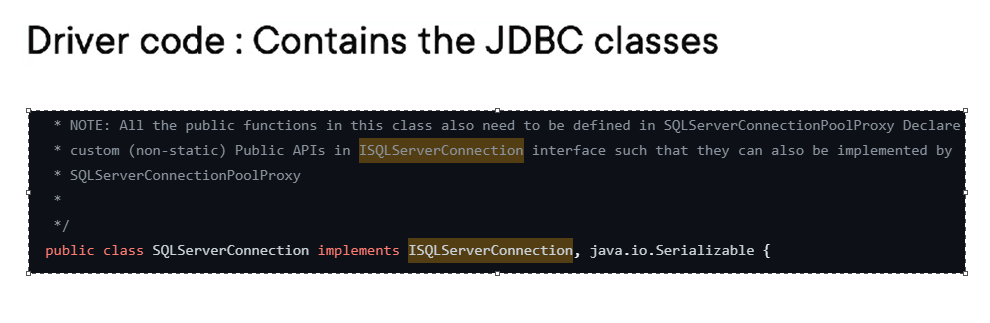 Driver code : Contains the JDBC classes
* NOTE: All the public functions in this class also need to be defined in SQLServerConnectionPoolProxy Declare
* custom (non-static) Public APIs in ISQLServerConnection interface such that they can also be implemented by
* SQLServerConnectionPoolProxy
*
*/
public class SQLServerConnection implements ISQLServerConnection, java.io.Serializable {